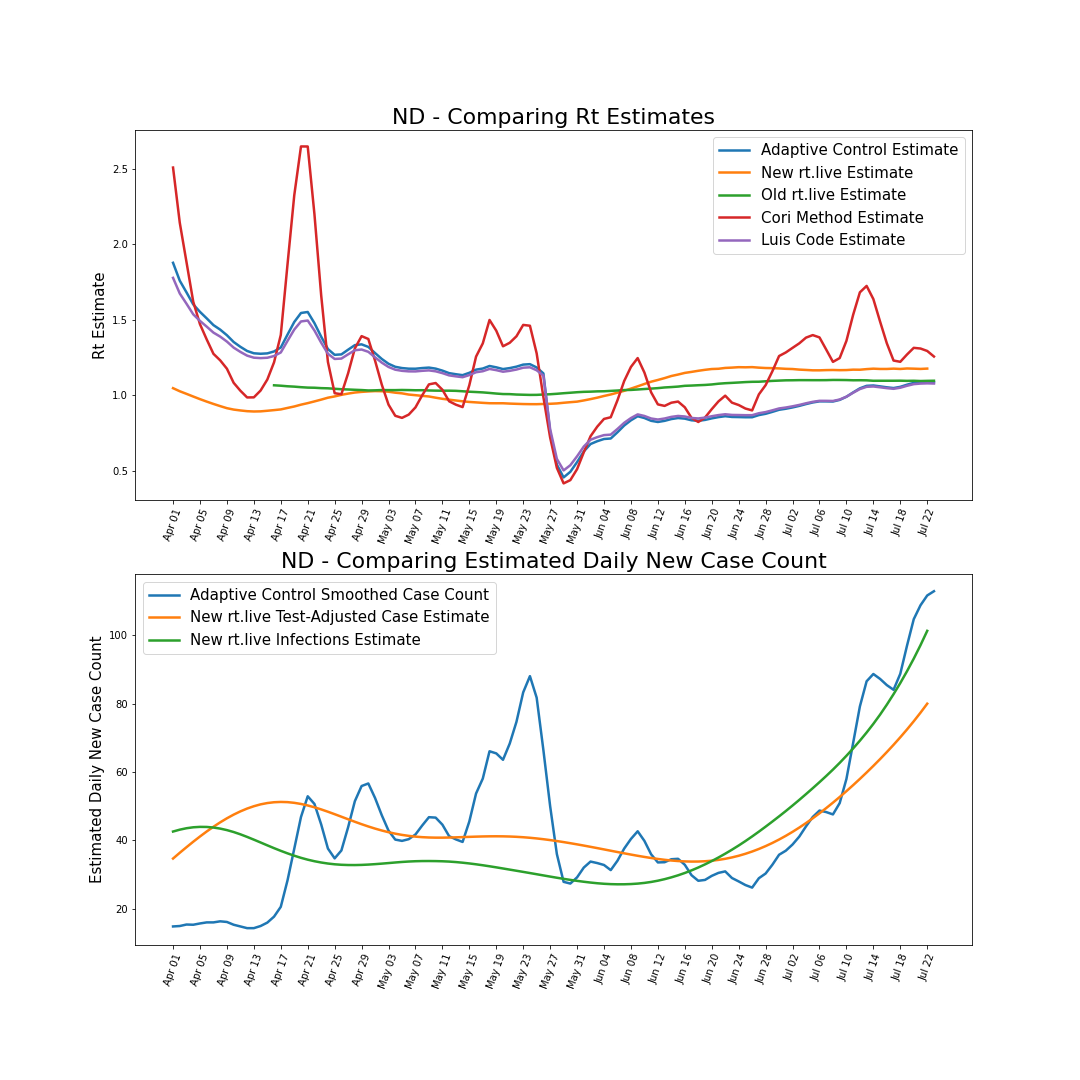 ND - Comparing Rt Estimates
Rt Estimate
2.5
2.0
1.5
1.0
0.5
Adaptive Control Estimate
New rt.live Estimate
Old rt.live Estimate
Cori Method Estimate
Luis Code Estimate
Apr 01 Apr 05 Apr 09 Apr 13 Apr 17 Apr 21 Apr 25 Apr 29 May 03 May 07 May 11 May 15 May 19 May 23 May 27 May 31 Jun 04 Jun 08 Jun 12 Jun 16 Jun 20 Jun 24 Jun 28 Jul 02 Jul 06 Jul 10 Jul 14 Jul 18 Jul 22
ND - Comparing Estimated Daily New Case Count
Estimated Daily New Case Count
100
80
60
40
20
Adaptive Control Smoothed Case Count
New rt.live Test-Adjusted Case Estimate
New rt.live Infections Estimate
Apr 01 Apr 05 Apr 09 Apr 13 Apr 17 Apr 21 Apr 25 Apr 29 May 03 May 07 May 11 May 15 May 19 May 23 May 27 May 31 Jun 04 Jun 08 Jun 12 Jun 16 Jun 20 Jun 24 Jun 28 Jul 02 Jul 06 Jul 10 Jul 14 Jul 18 Jul 22